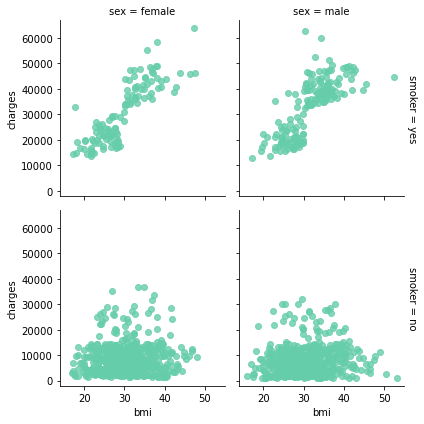 sex = female
sex = male
60000
50000
40000
30000
20000
10000
0
charges
smoker = yes
60000
50000
40000
30000
20000
10000
0
charges
smoker = no
20
30
40
50
20
30
40
50
bmi
bmi